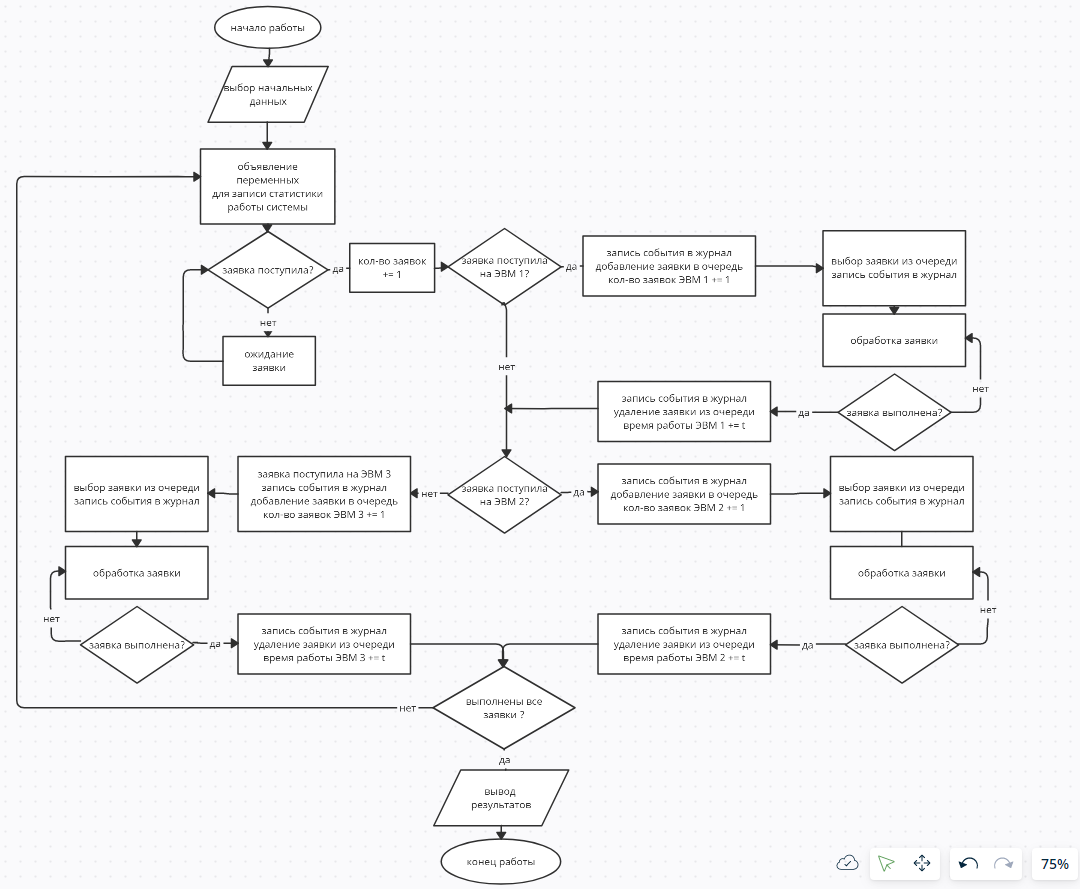 начало работы
выбор начальных
данных
объявление
переменных
для записи статистики
работы системы
заявка поступила?
да
кол-во заявок
+= 1
заявка поступила
на ЭВМ 1?
да
запись события в журнал
добавление заявки в очередь
кол-во заявок ЭВМ 1 += 1
выбор заявки из очереди
запись события в журнал
нет
ожидание
заявки
обработка заявки
нет
нет
заявка выполнена?
да
запись события в журнал
удаление заявки из очереди
время работы ЭВМ 1 += t
выбор заявки из очереди
запись события в журнал
заявка поступила на ЭВМ 3
запись события в журнал
добавление заявки в очередь
кол-во заявок ЭВМ 3 += 1
нет
заявка поступила
на ЭВМ 2?
да
запись события в журнал
добавление заявки в очередь
кол-во заявок ЭВМ 2 += 1
выбор заявки из очереди
запись события в журнал
обработка заявки
обработка заявки
нет
нет
заявка выполнена?
да
запись события в журнал
удаление заявки из очереди
время работы ЭВМ 3 += t
запись события в журнал
удаление заявки из очереди
время работы ЭВМ 2 += t
да
заявка выполнена?
нет
выполнены все
заявки ?
да
вывод
результатов
конец работы
75%